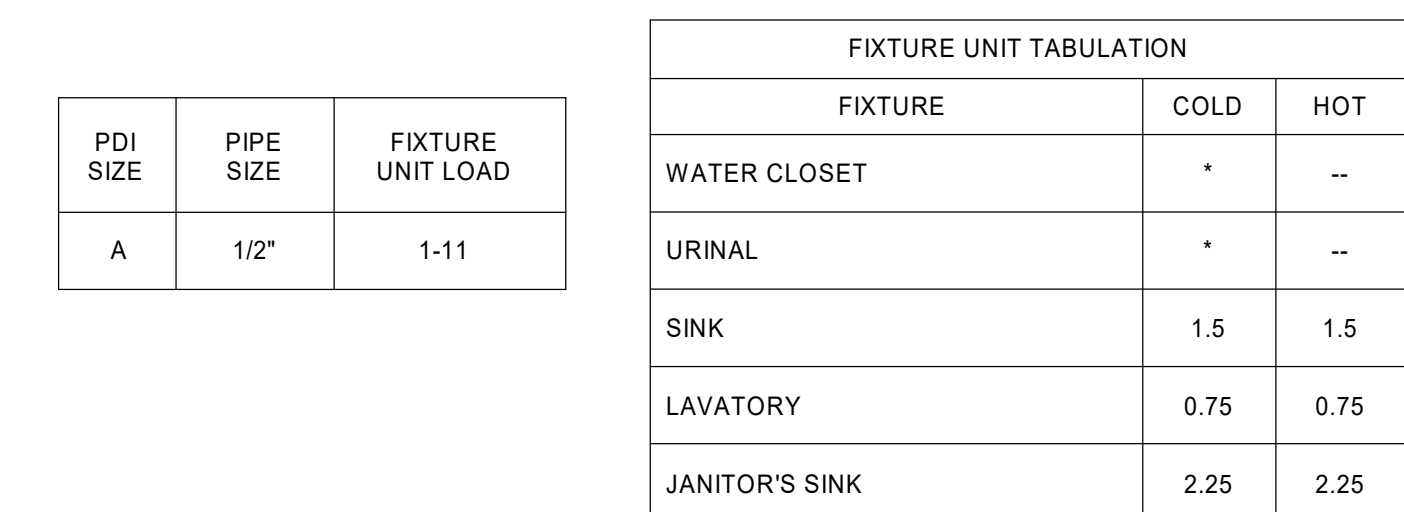 PDI SIZE
PIPE SIZE
FIXTURE UNIT LOAD
A 1/2" 1-11
FIXTURE UNIT TABULATION
FIXTURE COLD HOT
WATER CLOSET * --
URINAL * --
SINK 1.5 1.5
LAVATORY 0.75 0.75
JANITOR'S SINK 2.25 2.25